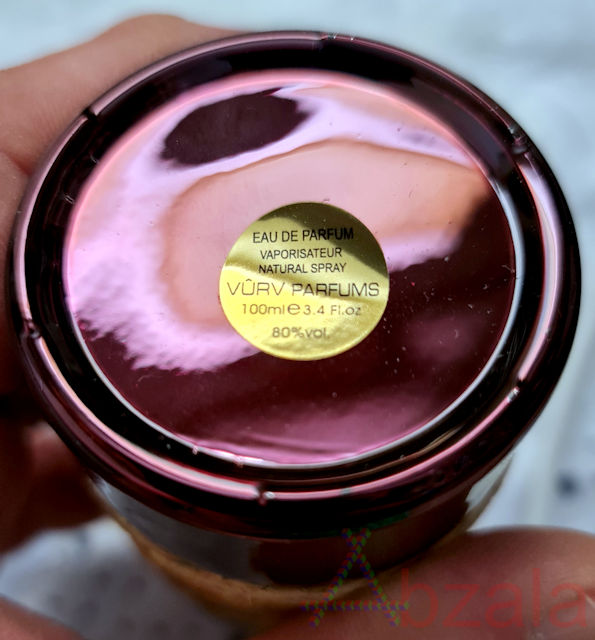 EAU DE PARFUM
VAPORISATEUR
NATURAL SPRAY
VÛRV PARFUMS
100ml e 3.4 Fl.oz
80%vol.
Abzala